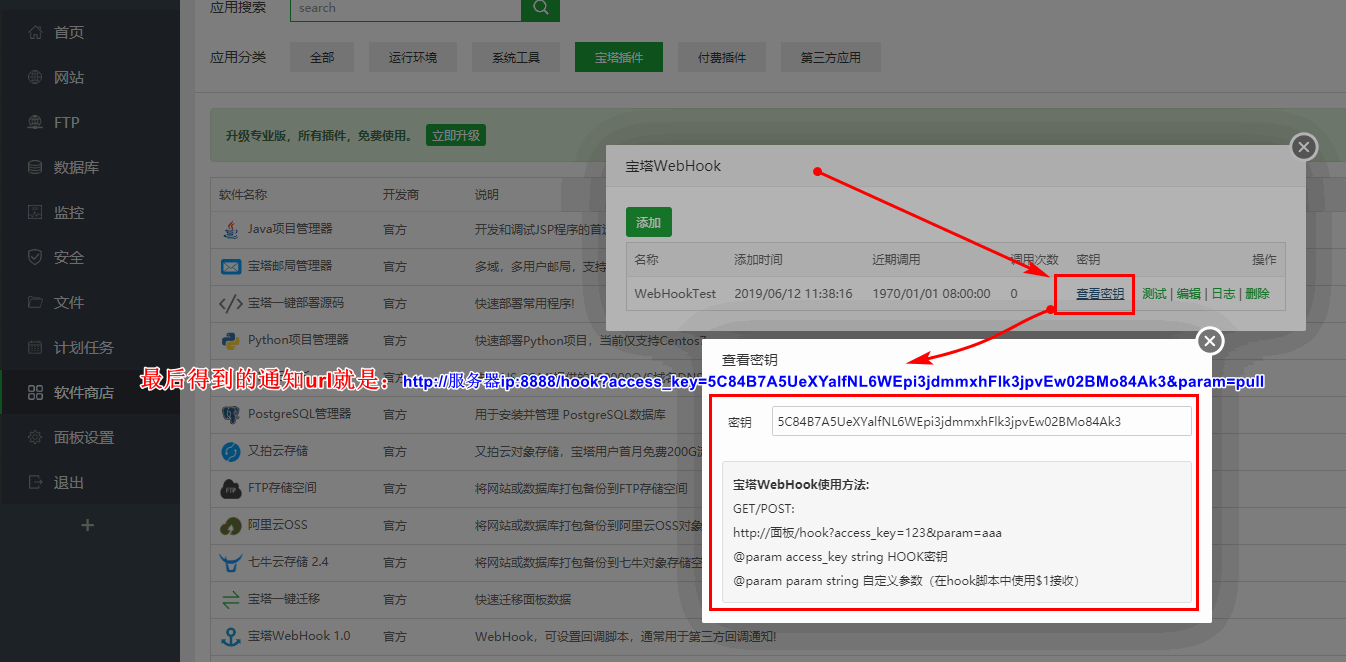 首页
网站
FTP
数据库
监控
安全
文件
计划任务
软件商店
面板设置
退出
应用搜索 search
应用分类 全部 运行环境 系统工具 宝塔插件 付费插件 第三方应用
升级专业版，所有插件，免费使用。 立即升级
软件名称 开发商 说明
Java项目管理器 官方 开发和调试JSP程序的首
宝塔邮局管理器 官方 多域，多用户邮局，支持
宝塔一键部署源码 官方 快速部署常用程序!
Python项目管理器 官方 快速部署Python项目，当前仅支持Centos7
PostgreSQL管理器 官方 用于安装并管理 PostgreSQL数据库
又拍云存储 官方 又拍云对象存储，宝塔用户首月免费200G
FTP存储空间 官方 将网站或数据库打包备份到FTP存储空间
阿里云OSS 官方 将网站或数据库打包备份到阿里云OSS对象
七牛云存储 2.4 官方 将网站或数据库打包备份到七牛对象存储空
宝塔一键迁移 官方 快速迁移面板数据
宝塔WebHook 1.0 官方 WebHook，可设置回调脚本，通常用于第三方回调通知!
宝塔WebHook
添加
名称 添加时间 近期调用 调用次数 密钥 操作
WebHookTest 2019/06/12 11:38:16 1970/01/01 08:00:00 0 查看密钥 测试 | 编辑 | 日志 | 删除
查看密钥
最后得到的通知url就是：http://服务器ip:8888/hook?access_key=5C84B7A5UeXYalfNL6WEpi3jdmmxhFlk3jpvEw02BMo84Ak3&param=pull
密钥 5C84B7A5UeXYalfNL6WEpi3jdmmxhFlk3jpvEw02BMo84Ak3
宝塔WebHook使用方法:
GET/POST:
http://面板/hook?access_key=123&param=aaa
@param access_key string HOOK密钥
@param param string 自定义参数（在hook脚本中使用$1接收）